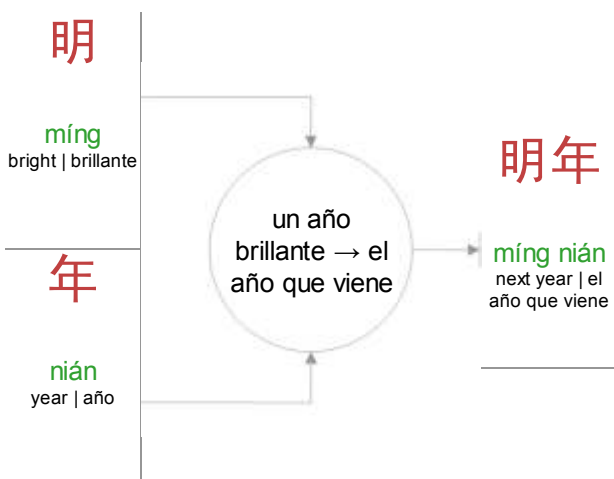 明
míng
bright | brillante
年
nián
year | año
un año
brillante → el
año que viene
明年
míng nián
next year | el
año que viene